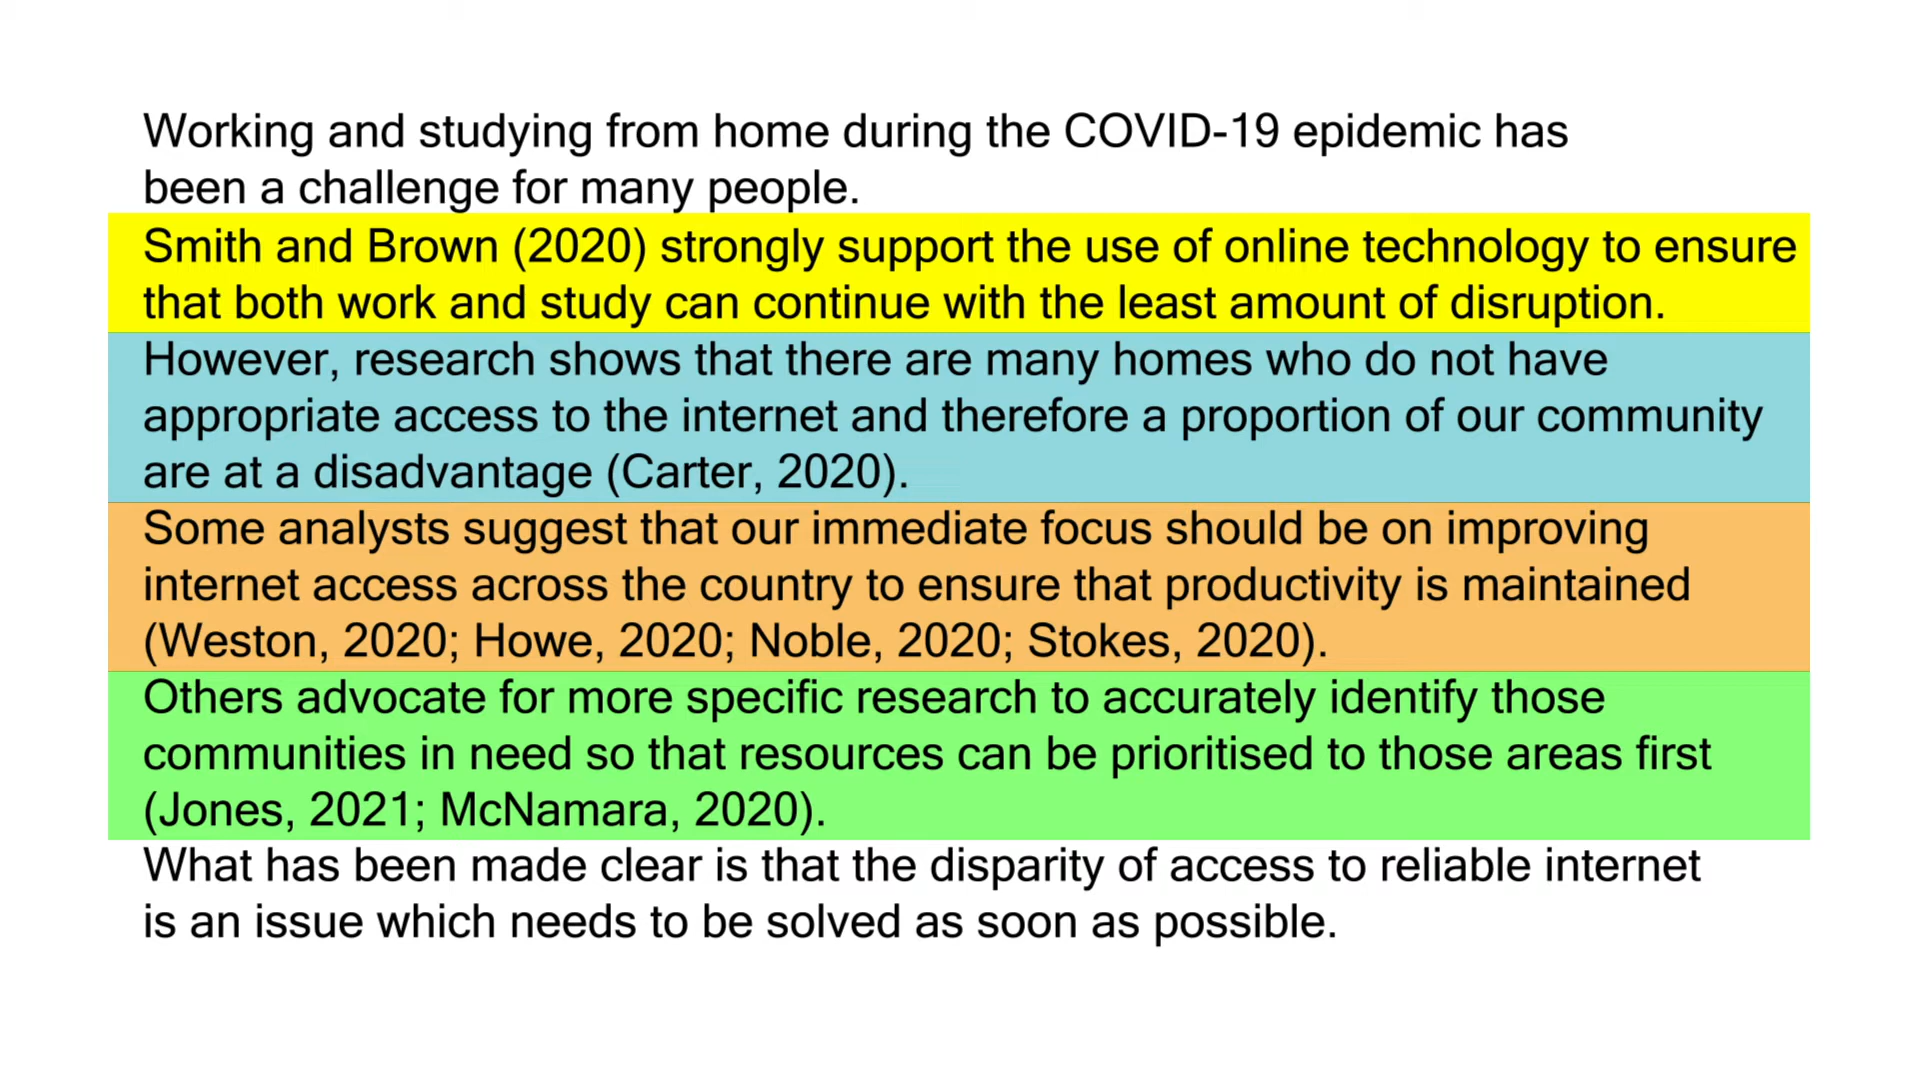 Working and studying from home during the COVID-19 epidemic has
been a challenge for many people.
Smith and Brown (2020) strongly support the use of online technology to ensure
that both work and study can continue with the least amount of disruption.
However, research shows that there are many homes who do not have
appropriate access to the internet and therefore a proportion of our community
are at a disadvantage (Carter, 2020).
Some analysts suggest that our immediate focus should be on improving
internet access across the country to ensure that productivity is maintained
(Weston, 2020; Howe, 2020; Noble, 2020; Stokes, 2020).
Others advocate for more specific research to accurately identify those
communities in need so that resources can be prioritised to those areas first
(Jones, 2021; McNamara, 2020).
What has been made clear is that the disparity of access to reliable internet
is an issue which needs to be solved as soon as possible.